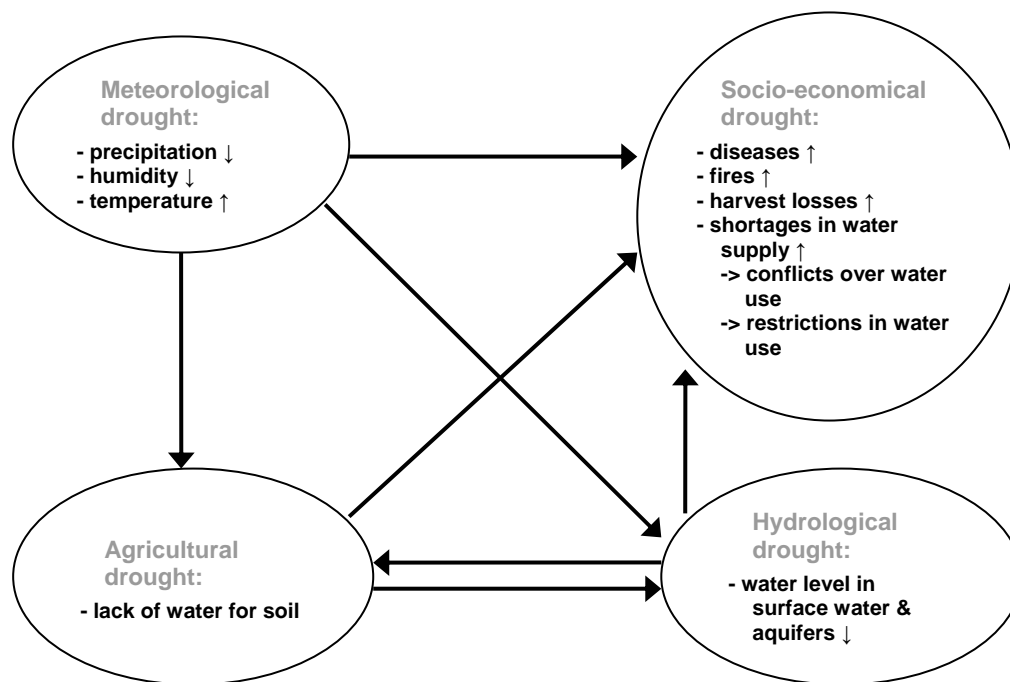 Meteorological
drought:
- precipitation ↓
- humidity ↓
- temperature ↑
Socio-economical
drought:
- diseases ↑
- fires ↑
- harvest losses ↑
- shortages in water
supply ↑
-> conflicts over water
use
-> restrictions in water
use
Agricultural
drought:
- lack of water for soil
Hydrological
drought:
- water level in
surface water &
aquifers ↓